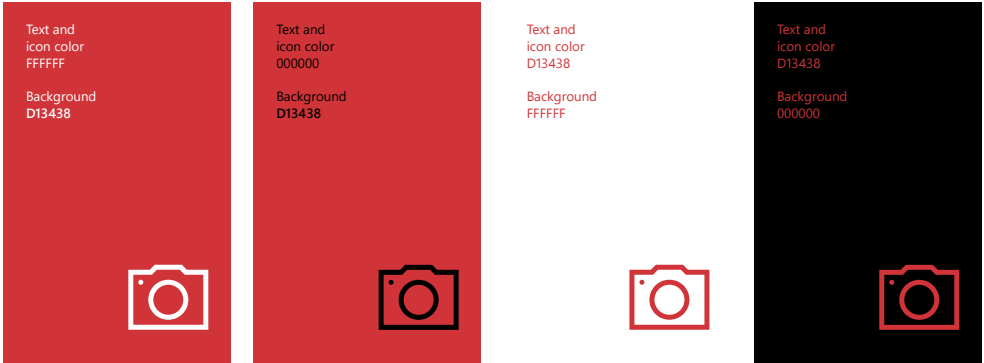 Text and
icon color
FFFFFF
Background
D13438
Text and
icon color
000000
Background
D13438
Text and
icon color
D13438
Background
FFFFFF
Text and
icon color
D13438
Background
000000